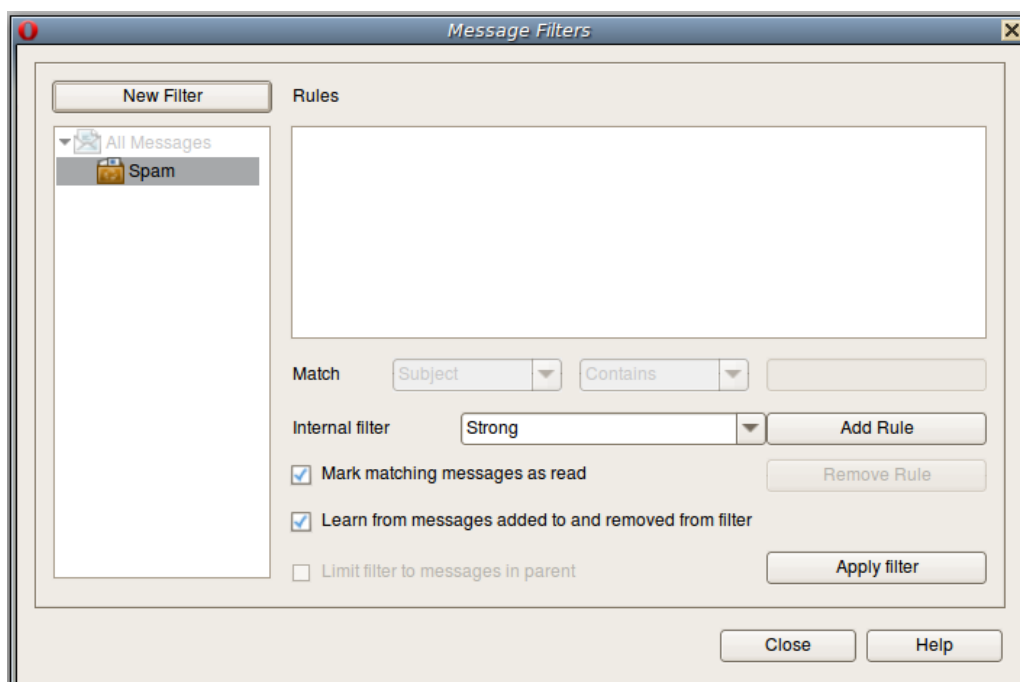 Message Filters
New Filter
Rules
All Messages
Spam
Match Subject Contains
Internal filter Strong Add Rule
Mark matching messages as read Remove Rule
Learn from messages added to and removed from filter
Limit filter to messages in parent Apply filter
Close Help